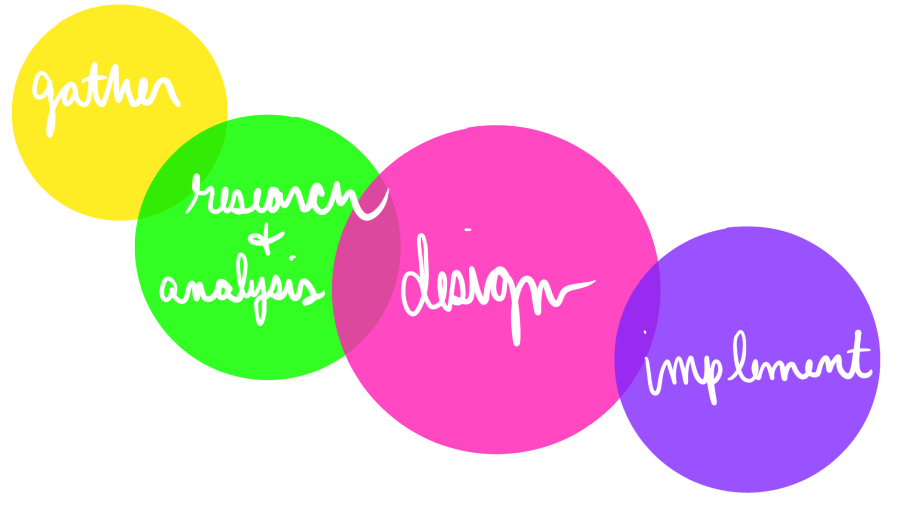 gather
research
&
analysis
design
implement